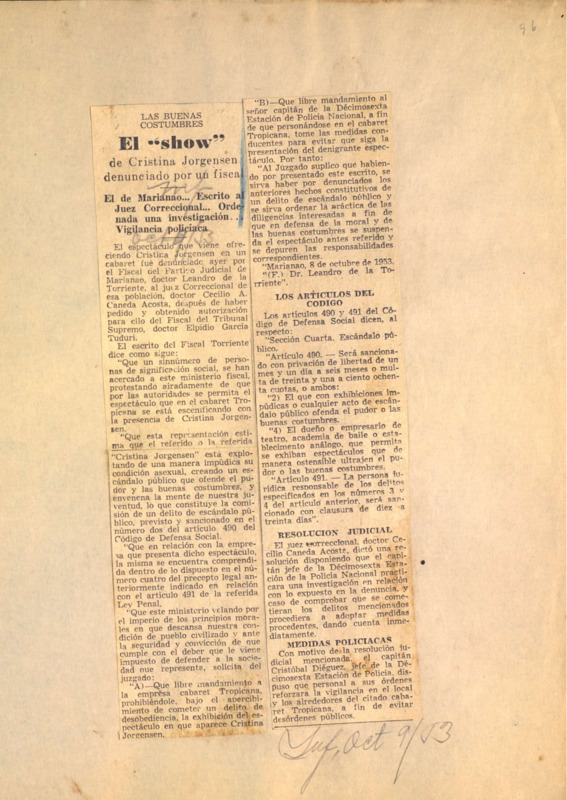 96
LAS BUENAS
COSTUMBRES
El "show"
de Cristina Jorgensen
denunciado por un fiscal
El de Marianao... Escrito al
Juez Correccional... Orde-
nada una investigación...
Vigilancia policíaca
El espectáculo que viene ofre-
ciendo Cristina Jorgensen en un
cabaret fué denunciado ayer por
el Fiscal del Partido Judicial de
Marianao, doctor Leandro de la
Torriente, al juez Correccional de
esa población, doctor Cecilio A.
Caneda Acosta, después de haber
pedido y obtenido autorización
para ello del Fiscal del Tribunal
Supremo, doctor Elpidio García
Tudurí.
El escrito del Fiscal Torriente
dice como sigue:
"Que un sinnúmero de perso-
nas de significación social, se han
acercado a este ministerio fiscal,
protestando airadamente de que
por las autoridades se permita el
espectáculo que en el cabaret Tro-
picana se está escenificando con
la presencia de Cristina Jorgen-
sen.
"Que esta representación esti-
ma que el referido o la referida
"Cristina Jorgensen" está explo-
tando de una manera impúdica su
condición asexual, creando un es-
cándalo público que ofende el pu-
dor y las buenas costumbres, y
envenena la mente de nuestra ju-
ventud, lo que constituye la comi-
sión de un delito de escándalo pú-
blico, previsto y sancionado en el
número dos del artículo 490 del
Código de Defensa Social.
"Que en relación con la empre-
sa que presenta dicho espectáculo,
la misma se encuentra comprendi-
da dentro de lo dispuesto en el nú-
mero cuatro del precepto legal an-
teriormente indicado en relación
con el artículo 491 de la referida
Ley Penal.
"Que este ministerio velando por
el imperio de los principios mora-
les en que descansa nuestra con-
dición de pueblo civilizado y ante
la seguridad y convicción de que
cumple con el deber que le viene
impuesto de defender a la socie-
dad que representa, solicita del
juzgado:
"A)—Que libre mandamiento a
la empresa cabaret Tropicana,
prohibiéndole, bajo el apercibi-
miento de cometer un delito de
desobediencia, la exhibición del es-
pectáculo en que aparece Cristina
Jorgensen.
"B)—Que libre mandamiento al
señor capitán de la Décimosexta
Estación de Policía Nacional, a fin
de que personándose en el cabaret
Tropicana, tome las medidas con-
ducentes para evitar que siga la
presentación del denigrante espec-
táculo. Por tanto:
"Al Juzgado suplico que habien-
do por presentado este escrito, se
sirva haber por denunciados los
anteriores hechos constitutivos de
un delito de escándalo público y
se sirva ordenar la práctica de las
diligencias interesadas a fin de
que en defensa de la moral y de
las buenas costumbres se suspen-
da el espectáculo antes referido y
se depuren las responsabilidades
correspondientes.
"Marianao, 8 de octubre de 1953.
"(F.) Dr. Leandro de la To-
rriente".
LOS ARTICULOS DEL
CODIGO
Los artículos 490 y 491 del Có-
digo de Defensa Social dicen, al
respecto:
"Sección Cuarta. Escándalo pú-
blico.
"Artículo 490. — Será sanciona-
do con privación de libertad de un
mes y un día a seis meses o mul-
ta de treinta y una a ciento ochen-
ta cuotas, o ambos:
"2) El que con exhibiciones im-
púdicas o cualquier acto de escán-
dalo público ofenda el pudor o las
buenas costumbres.
"4) El dueño o empresario de
teatro, academia de baile o esta-
blecimiento análogo, que permita
se exhiban espectáculos que de
manera ostensible ultrajen el pu-
dor o las buenas costumbres.
"Artículo 491. — La persona ju-
rídica responsable de los delitos
especificados en los números 3 y
4 del artículo anterior, será san-
cionado con clausura de diez a
treinta días".
RESOLUCION JUDICIAL
El juez correccional, doctor Ce-
cilio Caneda Acoste, dictó una re-
solución disponiendo que el capi-
tán jefe de la Décimosexta Esta-
ción de la Policía Nacional practi-
cara una investigación en relación
con lo expuesto en la denuncia, y
caso de comprobar que se come-
tieran los delitos mencionados
procediera a adoptar medidas
procedentes, dando cuenta inme-
diatamente.
MEDIDAS POLICIACAS
Con motivo de la resolución ju-
dicial mencionada, el capitán
Cristóbal Diéguez, jefe de la Dé-
cimosexta Estación de Policía, dis-
puso que personal a sus órdenes
reforzara la vigilancia en el local
y los alrededores del citado caba-
ret Tropicana, a fin de evitar
desórdenes públicos.
Oct 9/53